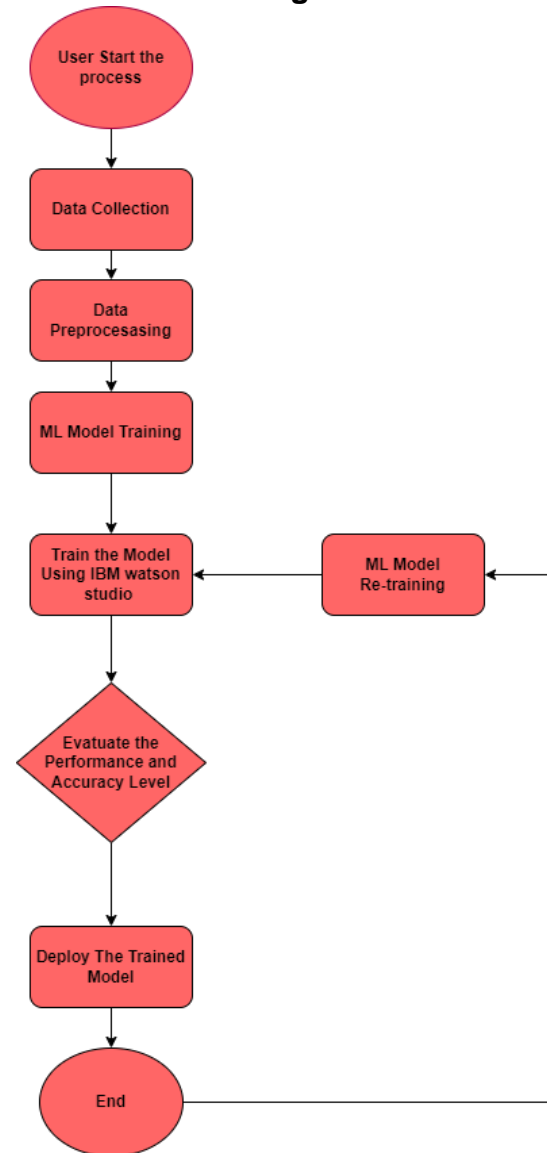 User Start the
process
Data Collection
Data
Preprocesasing
ML Model Training
Train the Model
Using IBM watson
studio
ML Model
Re-training
Evaluate the
Performance and
Accuracy Level
Deploy The Trained
Model
End